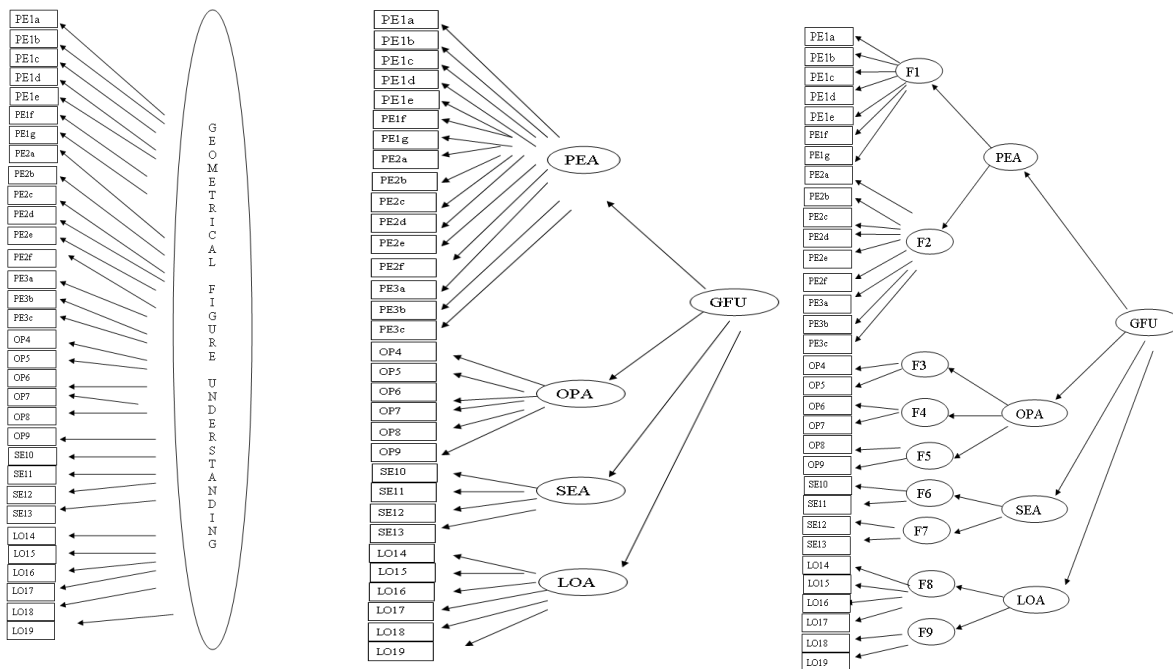 PE1a
PE1b
PE1c
PE1d
PE1e
PE1f
PE1g
PE2a
PE2b
PE2c
PE2d
PE2e
PE2f
PE3a
PE3b
PE3c
OP4
OP5
OP6
OP7
OP8
OP9
SE10
SE11
SE12
SE13
LO14
LO15
LO16
LO17
LO18
LO19
GEOMETRICAL FIGURE UNDERSTANDING
PE1a
PE1b
PE1c
PE1d
PE1e
PE1f
PE1g
PE2a
PE2b
PE2c
PE2d
PE2e
PE2f
PE3a
PE3b
PE3c
OP4
OP5
OP6
OP7
OP8
OP9
SE10
SE11
SE12
SE13
LO14
LO15
LO16
LO17
LO18
LO19
PEA
OPA
SEA
LOA
GFU
PE1a
PE1b
PE1c
PE1d
PE1e
PE1f
PE1g
PE2a
PE2b
PE2c
PE2d
PE2e
PE2f
PE3a
PE3b
PE3c
OP4
OP5
OP6
OP7
OP8
OP9
SE10
SE11
SE12
SE13
LO14
LO15
LO16
LO17
LO18
LO19
F1
F2
F3
F4
F5
F6
F7
F8
F9
PEA
OPA
SEA
LOA
GFU